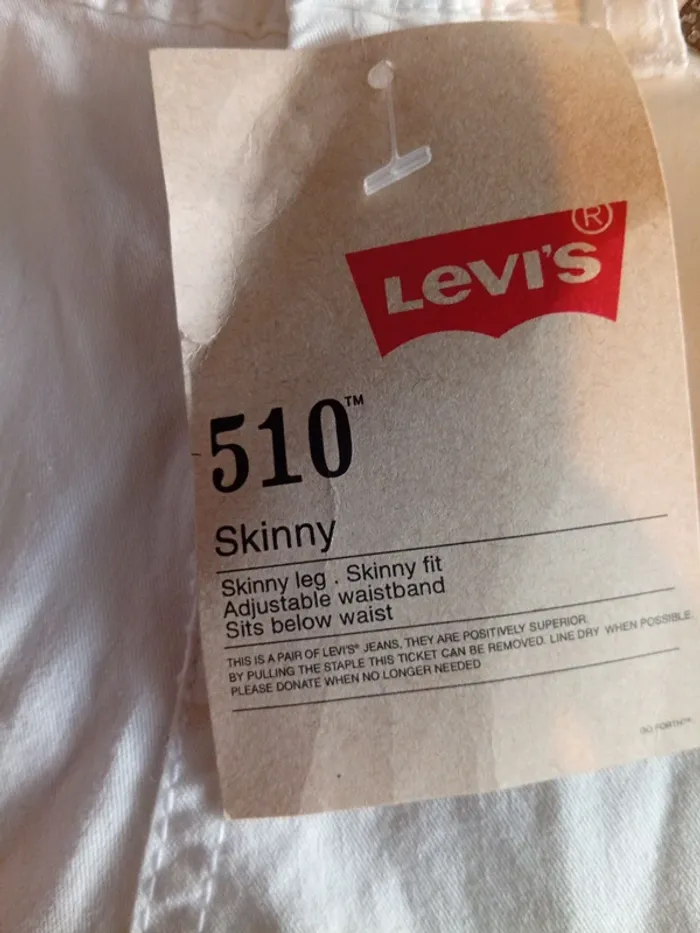 LEVI'S®
510™
Skinny
Skinny leg . Skinny fit
Adjustable waistband
Sits below waist
THIS IS A PAIR OF LEVI'S® JEANS, THEY ARE POSITIVELY SUPERIOR.
BY PULLING THE STAPLE THIS TICKET CAN BE REMOVED. LINE DRY WHEN POSSIBLE.
PLEASE DONATE WHEN NO LONGER NEEDED
GO FORTH™